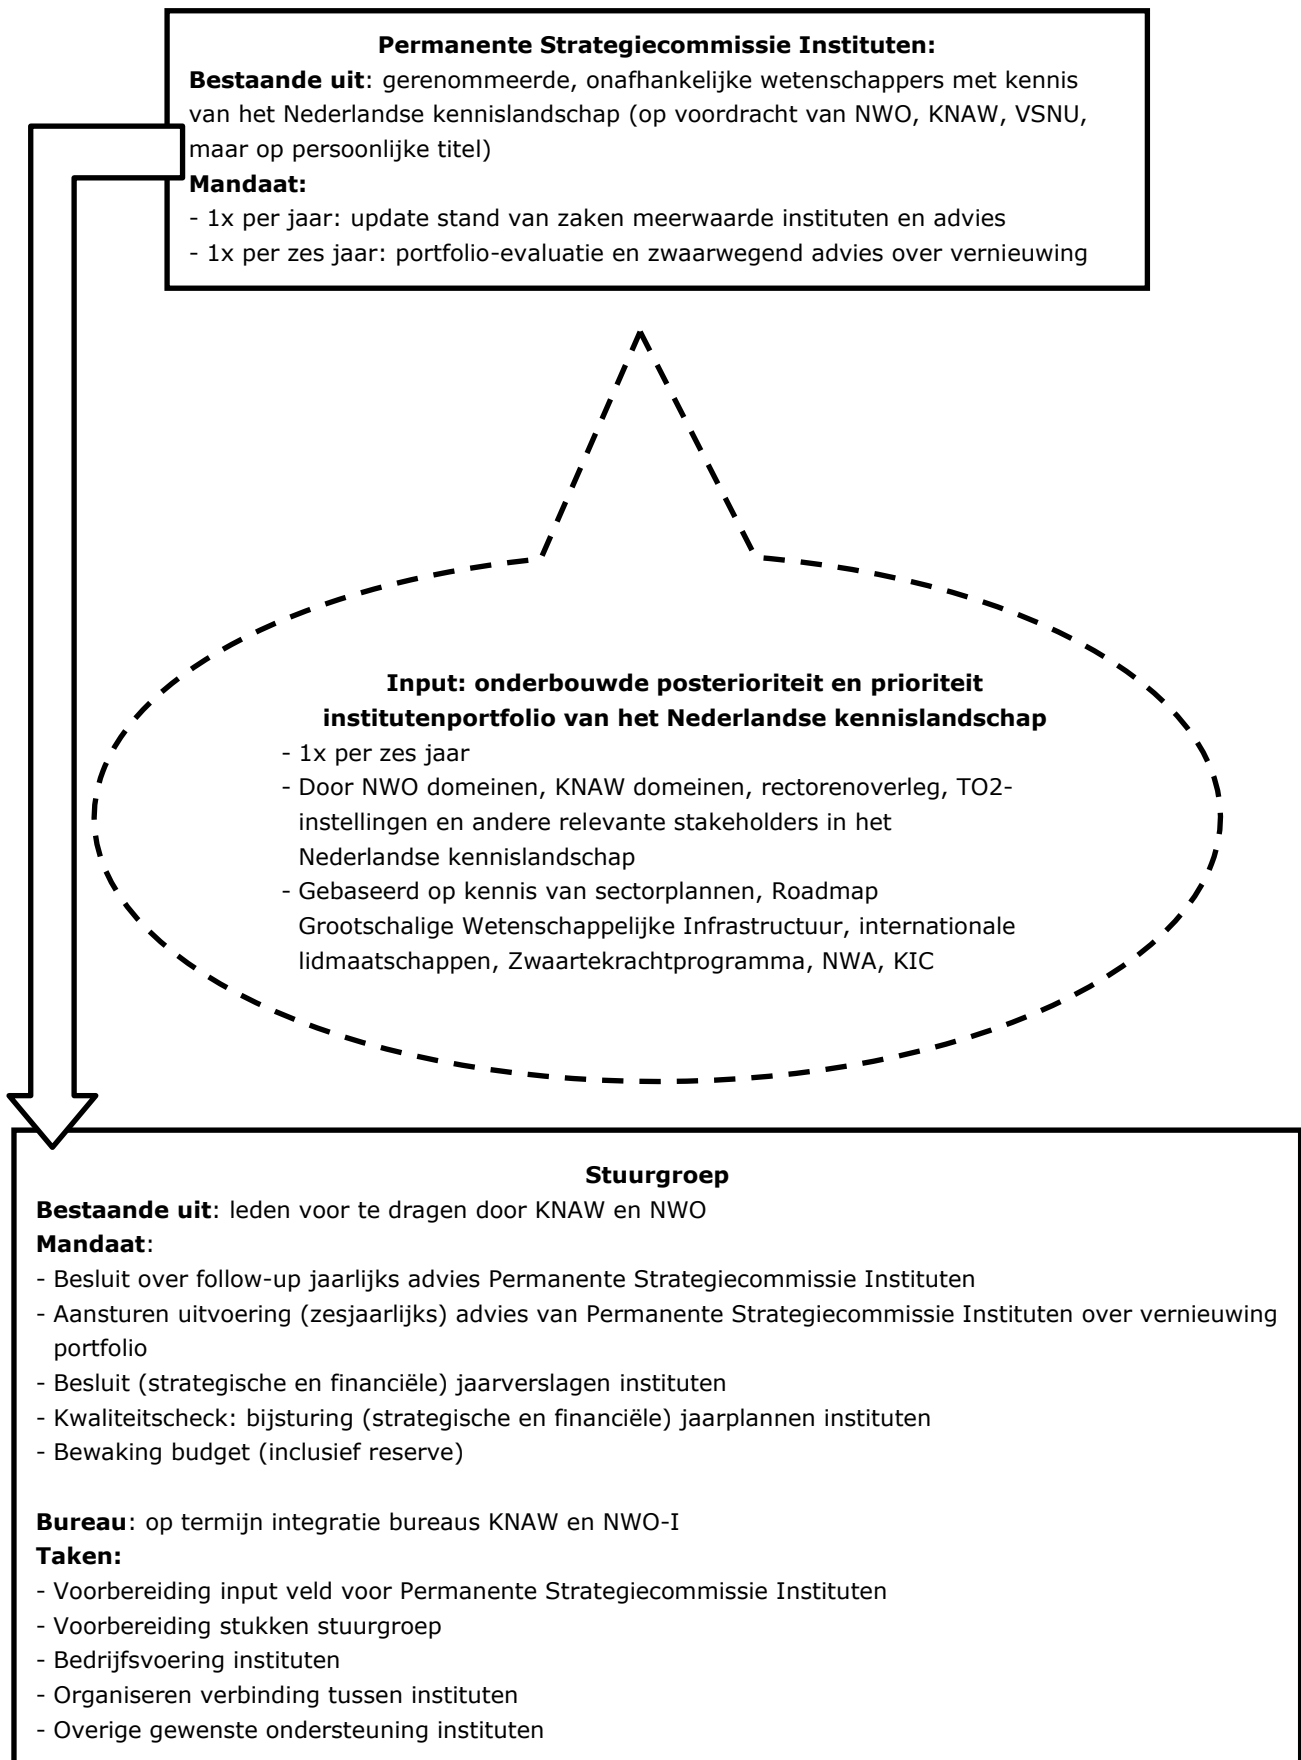 Permanente Strategiecommissie Instituten:
Bestaande uit: gerenommeerde, onafhankelijke wetenschappers met kennis
van het Nederlandse kennislandschap (op voordracht van NWO, KNAW, VSNU,
maar op persoonlijke titel)
Mandaat:
- 1x per jaar: update stand van zaken meerwaarde instituten en advies
- 1x per zes jaar: portfolio-evaluatie en zwaarwegend advies over vernieuwing
Input: onderbouwde posterioriteit en prioriteit
institutenportfolio van het Nederlandse kennislandschap
- 1x per zes jaar
- Door NWO domeinen, KNAW domeinen, rectorenoverleg, TO2-
instellingen en andere relevante stakeholders in het
Nederlandse kennislandschap
- Gebaseerd op kennis van sectorplannen, Roadmap
Grootschalige Wetenschappelijke Infrastructuur, internationale
lidmaatschappen, Zwaartekrachtprogramma, NWA, KIC
Stuurgroep
Bestaande uit: leden voor te dragen door KNAW en NWO
Mandaat:
- Besluit over follow-up jaarlijks advies Permanente Strategiecommissie Instituten
- Aansturen uitvoering (zesjaarlijks) advies van Permanente Strategiecommissie Instituten over vernieuwing
portfolio
- Besluit (strategische en financiële) jaarverslagen instituten
- Kwaliteitscheck: bijsturing (strategische en financiële) jaarplannen instituten
- Bewaking budget (inclusief reserve)
Bureau: op termijn integratie bureaus KNAW en NWO-I
Taken:
- Voorbereiding input veld voor Permanente Strategiecommissie Instituten
- Voorbereiding stukken stuurgroep
- Bedrijfsvoering instituten
- Organiseren verbinding tussen instituten
- Overige gewenste ondersteuning instituten